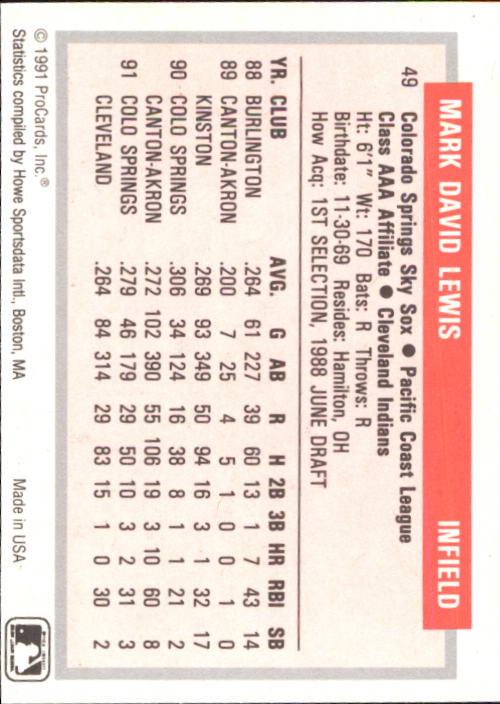 MARK DAVID LEWIS INFIELD
49 Colorado Springs Sky Sox ● Pacific Coast League
Class AAA Affiliate ● Cleveland Indians
Ht: 6'1" Wt: 170 Bats: R Throws: R
Birthdate: 11-30-69 Resides: Hamilton, OH
How Acq: 1ST SELECTION, 1988 JUNE DRAFT
YR. CLUB AVG. G AB R H 2B 3B HR RBI SB
88 BURLINGTON .264 61 227 39 60 13 1 7 43 14
89 CANTON-AKRON .200 7 25 4 5 1 0 0 1 0
KINSTON .269 93 349 50 94 16 3 1 32 17
90 COLO SPRINGS .306 34 124 16 38 8 1 1 21 2
CANTON-AKRON .272 102 390 55 106 19 3 10 60 8
91 COLO SPRINGS .279 46 179 29 50 10 3 2 31 3
CLEVELAND .264 84 314 29 83 15 1 0 30 2
© 1991 ProCards, Inc.®
Statistics compiled by Howe Sportsdata Intl., Boston, MA Made in USA